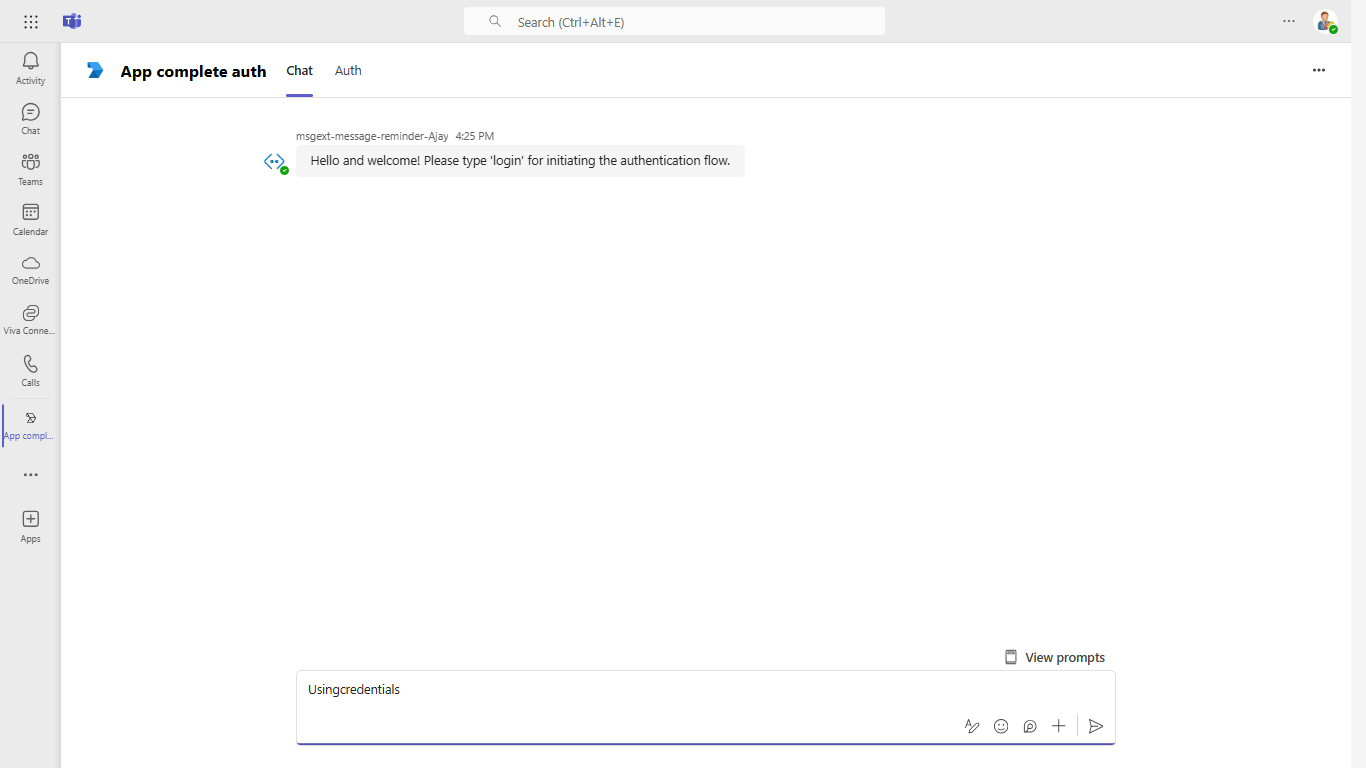 Search (Ctrl+Alt+E)
Activity
Chat
Teams
Calendar
OneDrive
Viva Conne...
Calls
App compl...
Apps
App complete auth
Chat
Auth
msgext-message-reminder-Ajay 4:25 PM
Hello and welcome! Please type 'login' for initiating the authentication flow.
View prompts
Usingcredentials